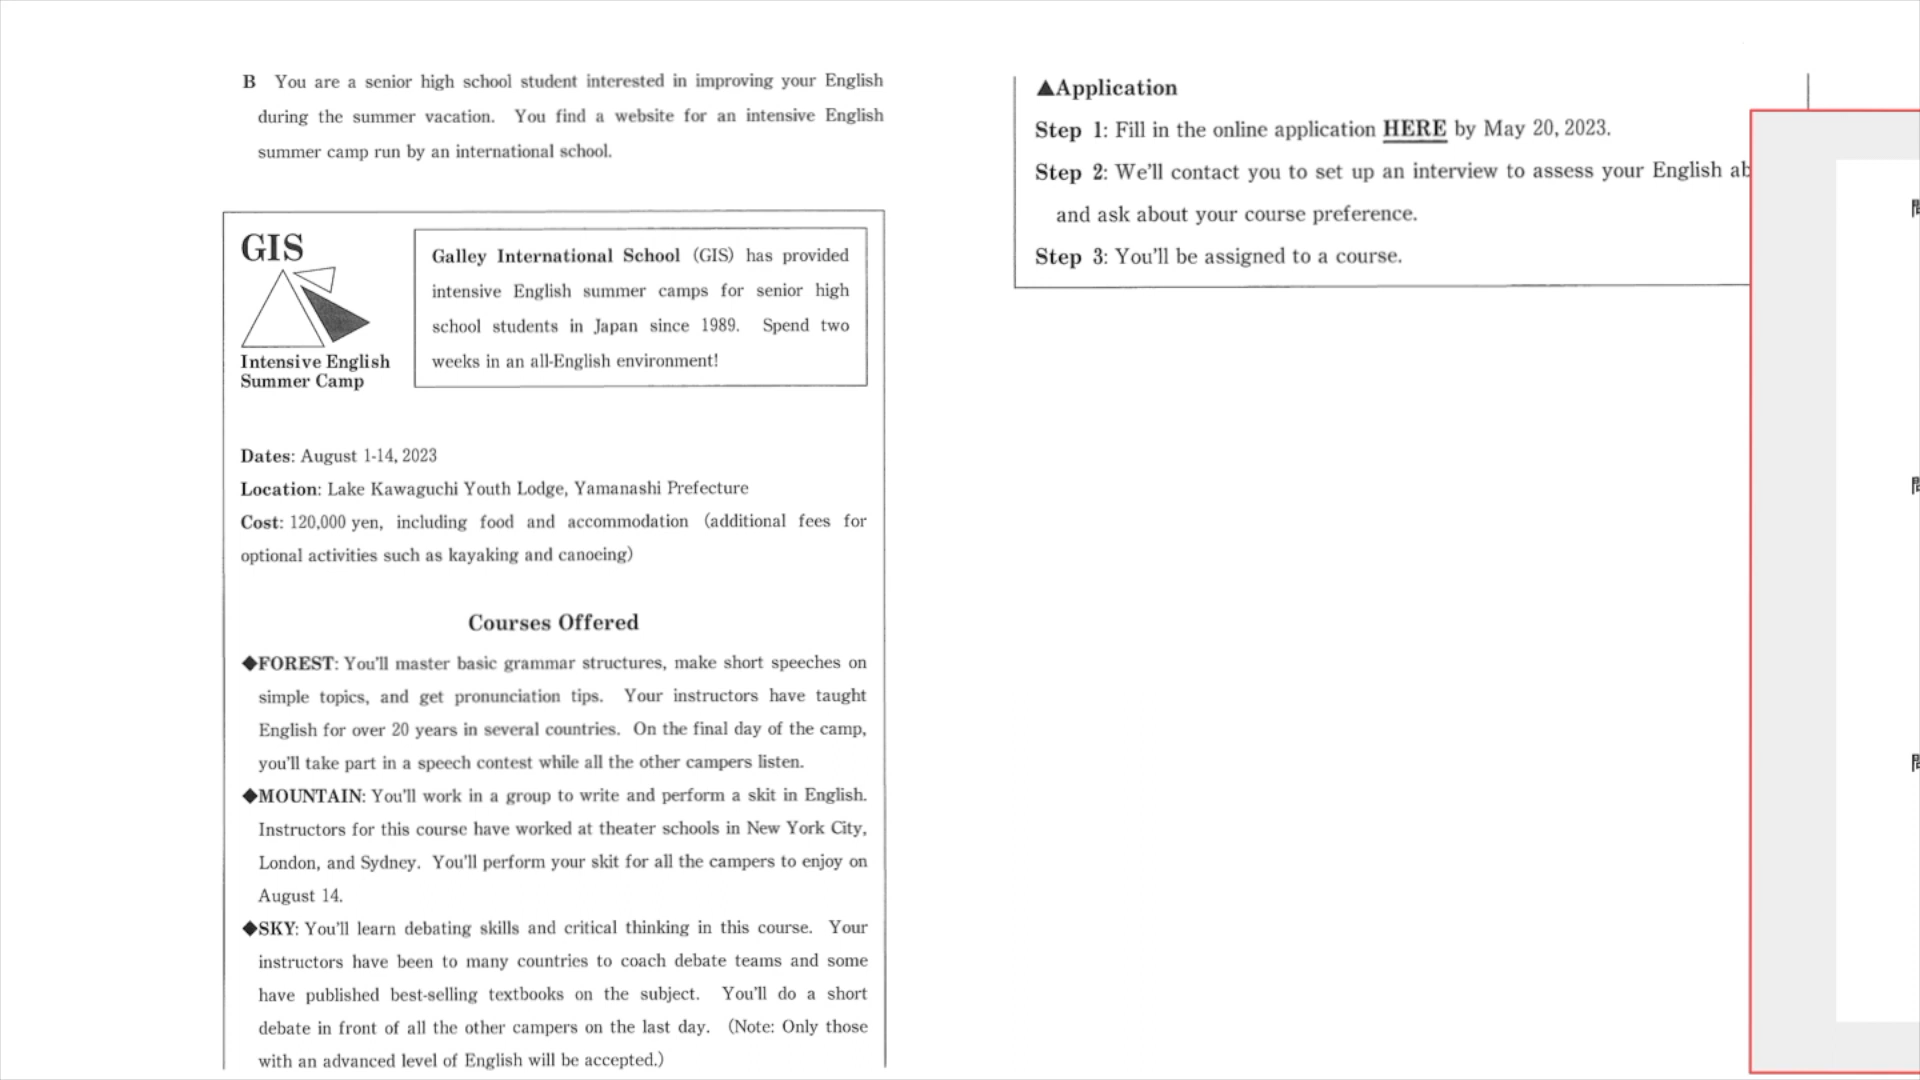 B You are a senior high school student interested in improving your English
during the summer vacation. You find a website for an intensive English
summer camp run by an international school.
GIS
Intensive English
Summer Camp
Galley International School (GIS) has provided
intensive English summer camps for senior high
school students in Japan since 1989. Spend two
weeks in an all-English environment!
Dates: August 1-14, 2023
Location: Lake Kawaguchi Youth Lodge, Yamanashi Prefecture
Cost: 120,000 yen, including food and accommodation (additional fees for
optional activities such as kayaking and canoeing)
Courses Offered
◆FOREST: You'll master basic grammar structures, make short speeches on
simple topics, and get pronunciation tips. Your instructors have taught
English for over 20 years in several countries. On the final day of the camp,
you'll take part in a speech contest while all the other campers listen.
◆MOUNTAIN: You'll work in a group to write and perform a skit in English.
Instructors for this course have worked at theater schools in New York City,
London, and Sydney. You'll perform your skit for all the campers to enjoy on
August 14.
◆SKY: You'll learn debating skills and critical thinking in this course. Your
instructors have been to many countries to coach debate teams and some
have published best-selling textbooks on the subject. You'll do a short
debate in front of all the other campers on the last day. (Note: Only those
with an advanced level of English will be accepted.)
▲Application
Step 1: Fill in the online application HERE by May 20, 2023.
Step 2: We'll contact you to set up an interview to assess your English ab
and ask about your course preference.
Step 3: You'll be assigned to a course.